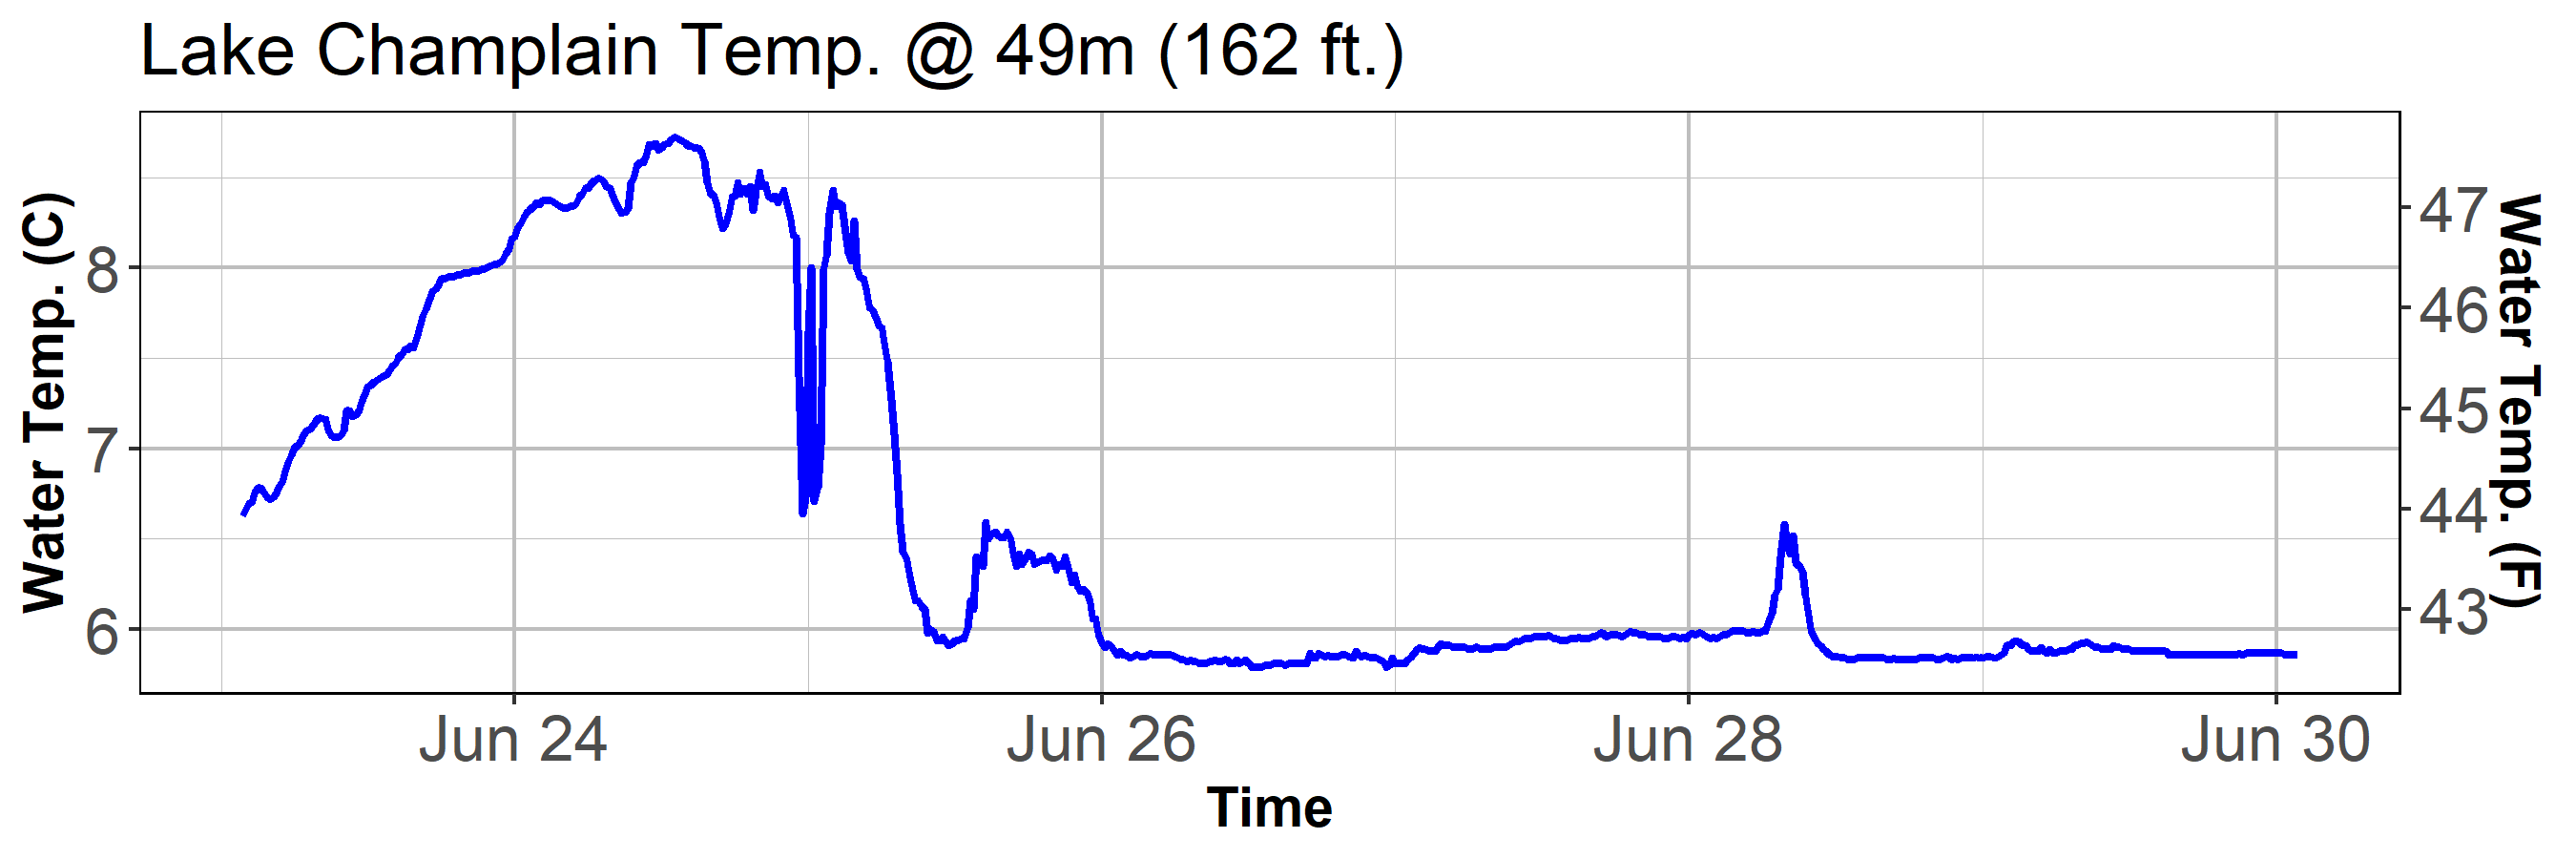 Lake Champlain Temp. @ 49m (162 ft.)
Water Temp. (C)
8
7
6
47
46
45
44
43
Water Temp. (F)
Jun 24
Jun 26
Jun 28
Jun 30
Time